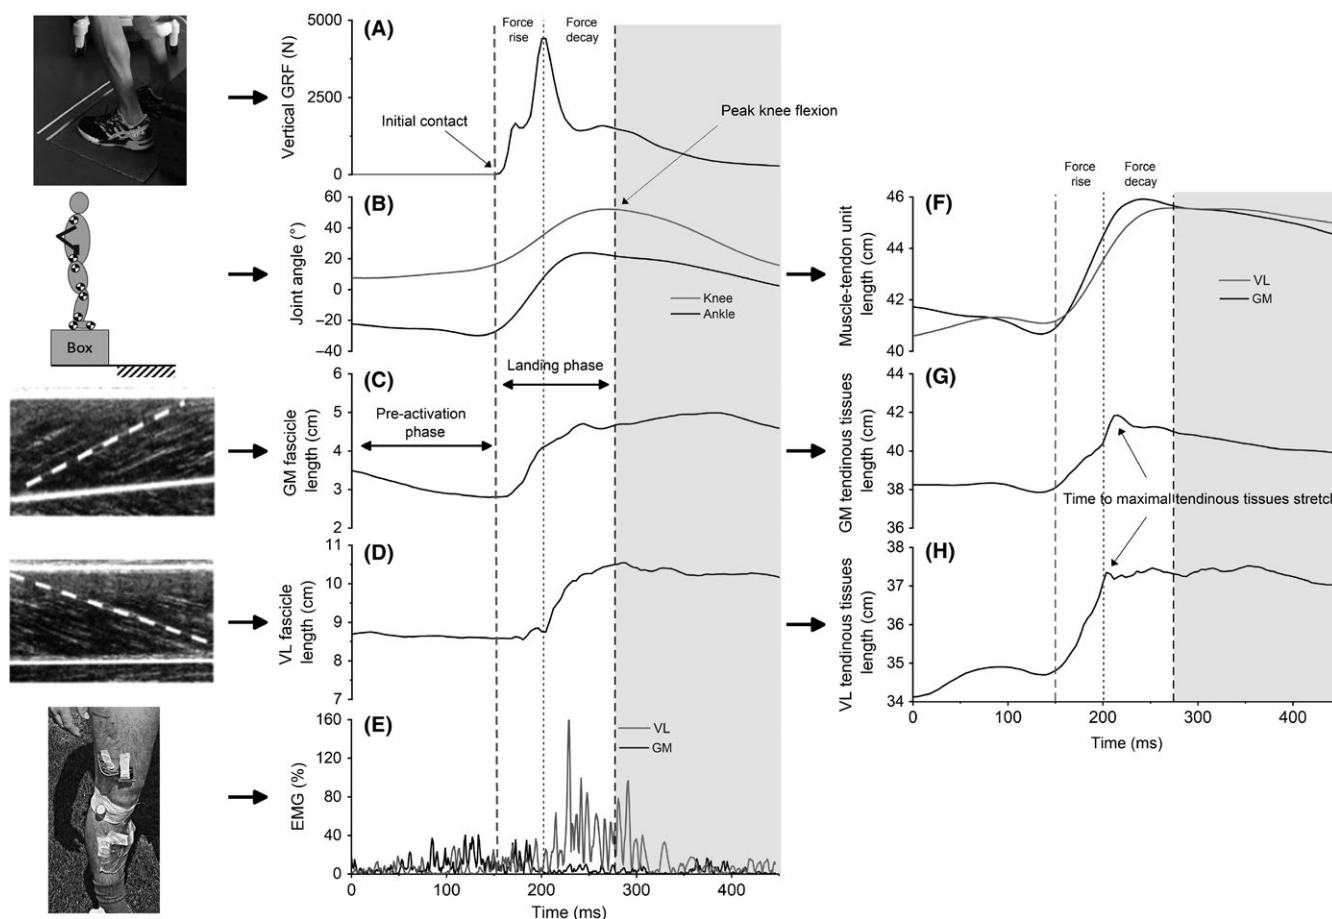 (A)
Force rise
Force decay
Vertical GRF (N)
5000
2500
0
Initial contact
Peak knee flexion
(B)
Joint angle (°)
60
40
20
0
−20
−40
Knee
Ankle
Box
(C)
Landing phase
Pre-activation phase
GM fascicle length (cm)
6
5
4
3
2
(D)
VL fascicle length (cm)
11
10
9
8
7
(E)
VL
GM
EMG (%)
160
120
80
40
0
0
100
200
300
400
Time (ms)
Force rise
Force decay
(F)
Muscle-tendon unit length (cm)
46
44
42
40
VL
GM
(G)
GM tendinous tissues length (cm)
44
42
40
38
36
Time to maximal tendinous tissues stretch
(H)
VL tendinous tissues length (cm)
38
37
35
34
0
100
200
300
400
Time (ms)